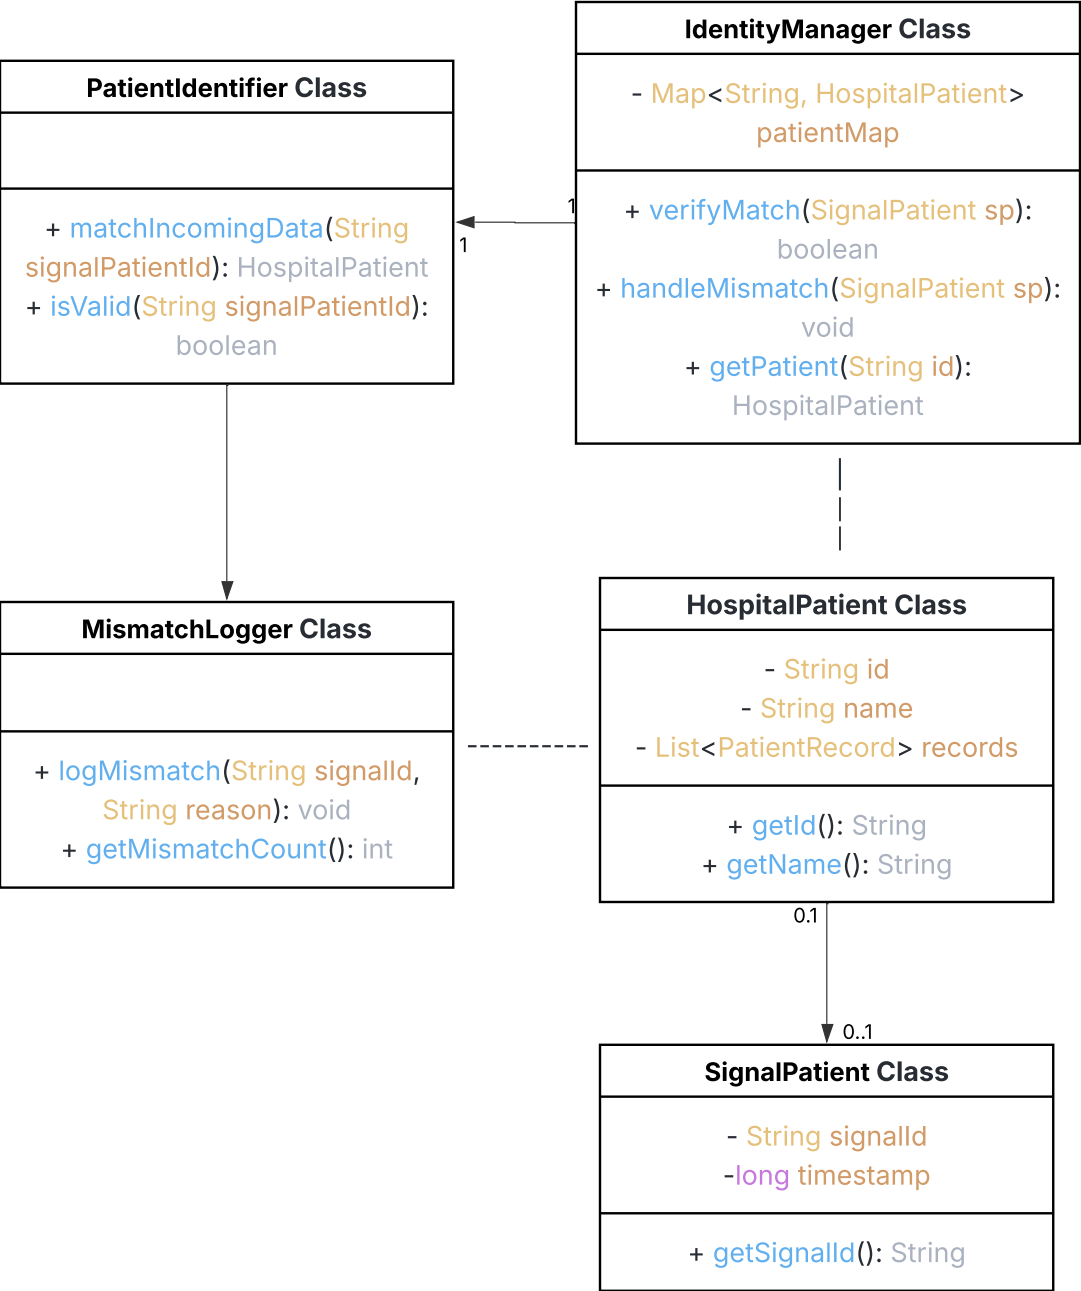 IdentityManager Class
- Map<String, HospitalPatient>
patientMap
+ verifyMatch(SignalPatient sp):
boolean
+ handleMismatch(SignalPatient sp):
void
+ getPatient(String id):
HospitalPatient
PatientIdentifier Class
+ matchIncomingData(String
signalPatientId): HospitalPatient
+ isValid(String signalPatientId):
boolean
1
1
MismatchLogger Class
+ logMismatch(String signalId,
String reason): void
+ getMismatchCount(): int
HospitalPatient Class
- String id
- String name
- List<PatientRecord> records
+ getId(): String
+ getName(): String
0.1
0..1
SignalPatient Class
- String signalId
-long timestamp
+ getSignalId(): String